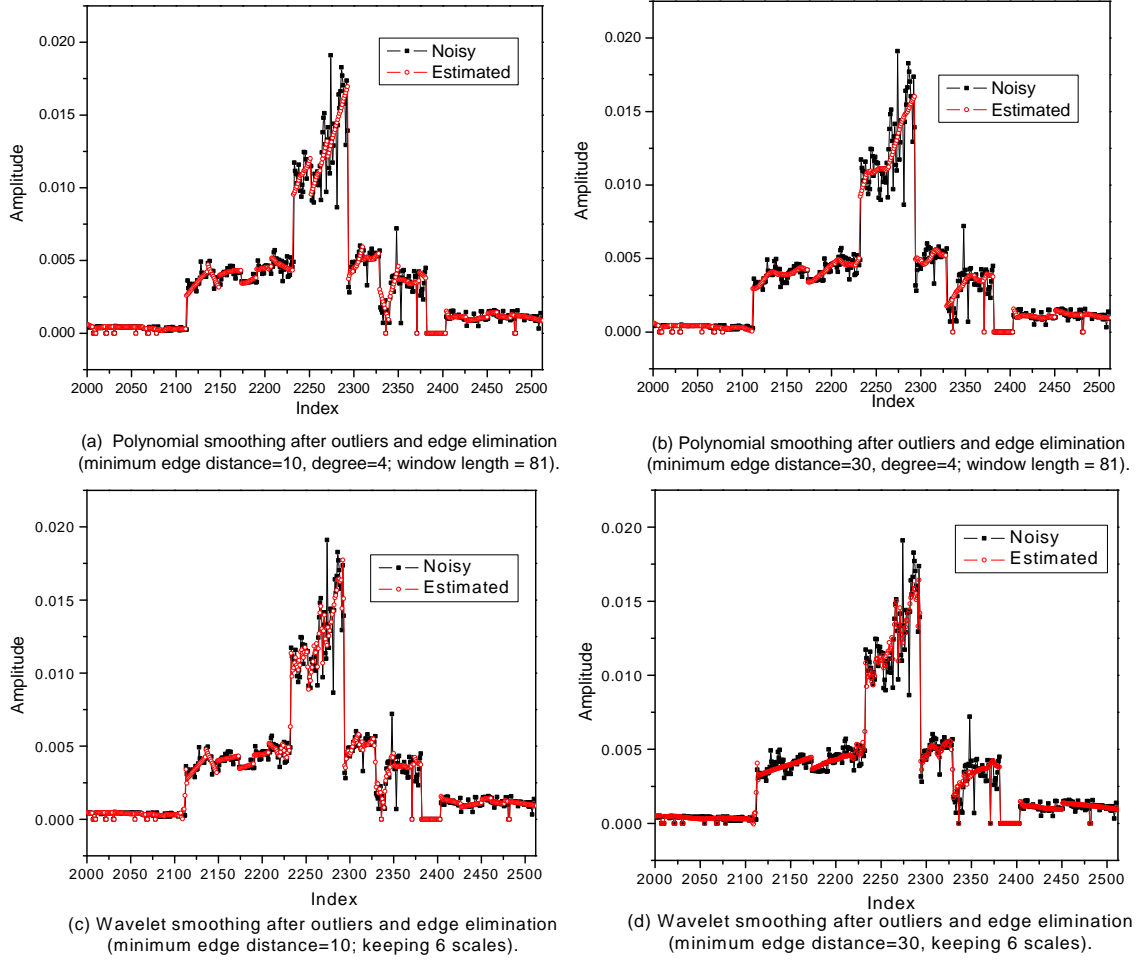 0.020
0.015
0.010
0.005
0.000
Amplitude
Noisy
Estimated
2000 2050 2100 2150 2200 2250 2300 2350 2400 2450 2500
Index
(a) Polynomial smoothing after outliers and edge elimination
(minimum edge distance=10, degree=4; window length = 81).
0.020
0.015
0.010
0.005
0.000
Amplitude
Noisy
Estimated
2000 2050 2100 2150 2200 2250 2300 2350 2400 2450 2500
Index
(b) Polynomial smoothing after outliers and edge elimination
(minimum edge distance=30, degree=4; window length = 81).
0.020
0.015
0.010
0.005
0.000
Amplitude
Noisy
Estimated
2000 2050 2100 2150 2200 2250 2300 2350 2400 2450 2500
Index
(c) Wavelet smoothing after outliers and edge elimination
(minimum edge distance=10; keeping 6 scales).
0.020
0.015
0.010
0.005
0.000
Amplitude
Noisy
Estimated
2000 2050 2100 2150 2200 2250 2300 2350 2400 2450 2500
Index
(d) Wavelet smoothing after outliers and edge elimination
(minimum edge distance=30, keeping 6 scales).